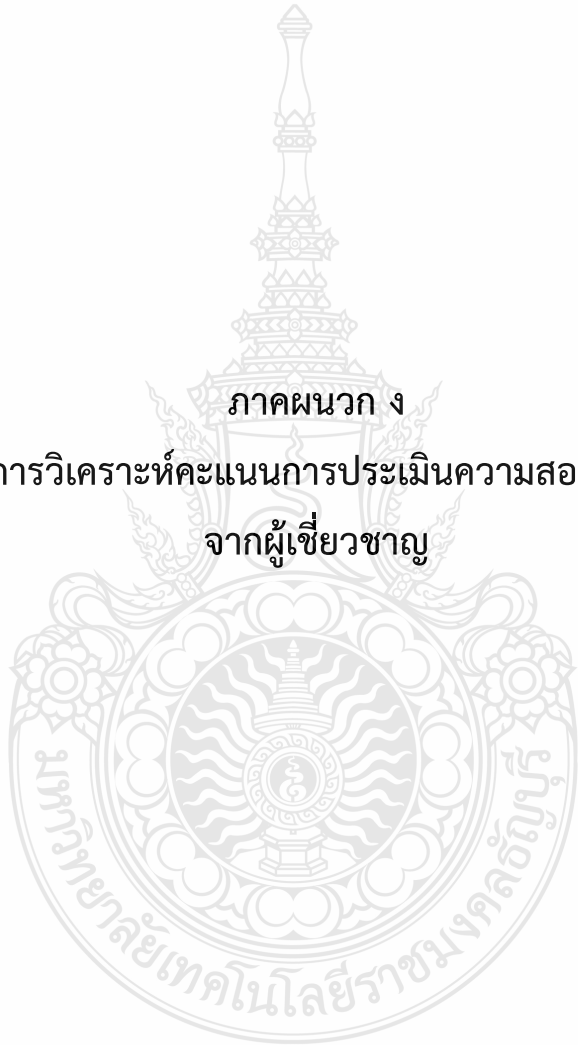 ภาคผนวก ง
การวิเคราะห์คะแนนการประเมินความสอ
จากผู้เชี่ยวชาญ
มหาวิทยาลัยเทคโนโลยีราชมงคลธัญบุรี